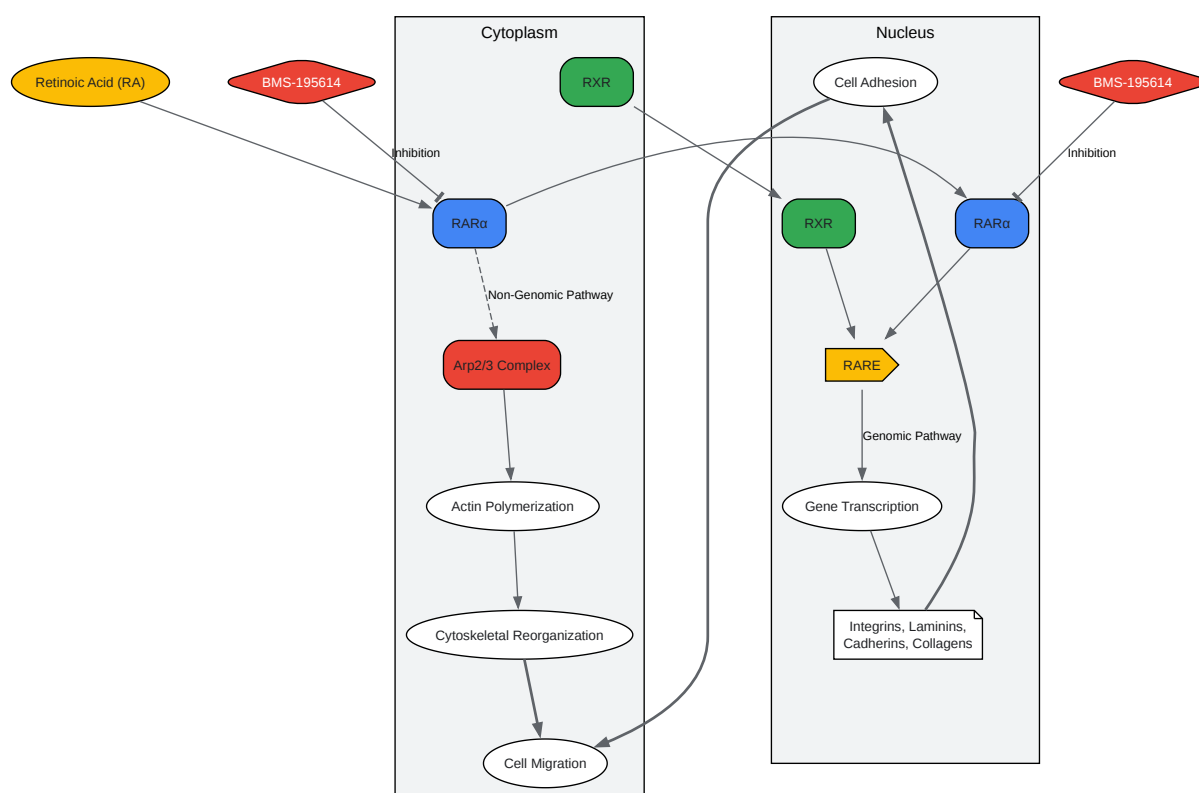 Cytoplasm
Nucleus
Retinoic Acid (RA)
BMS-195614
RXR
Cell Adhesion
BMS-195614
Inhibition
Inhibition
RARα
RXR
RARα
Non-Genomic Pathway
Arp2/3 Complex
RARE
Genomic Pathway
Actin Polymerization
Gene Transcription
Integrins, Laminins,
Cadherins, Collagens
Cytoskeletal Reorganization
Cell Migration